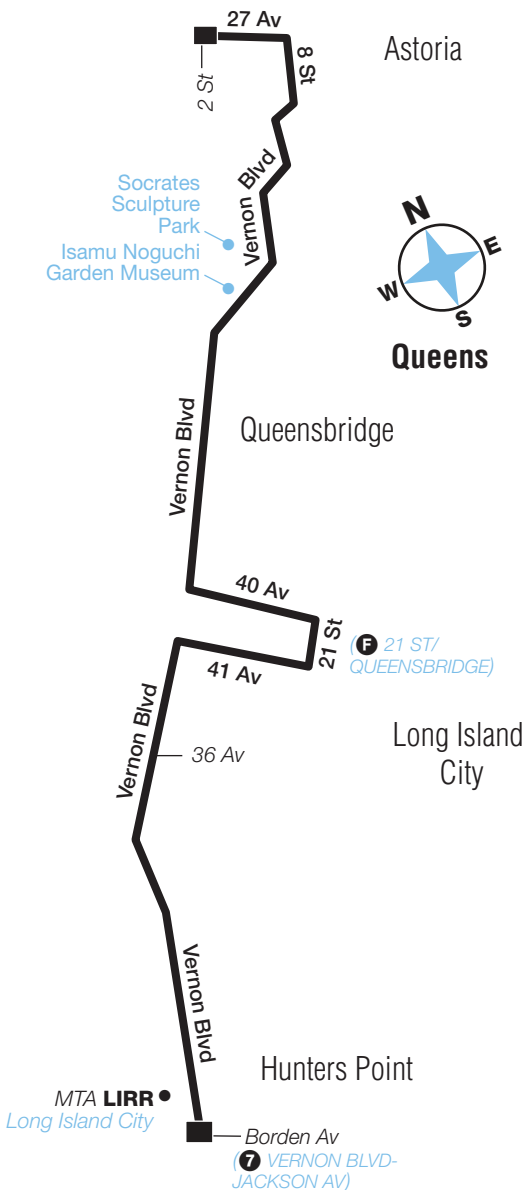 27 Av
Astoria
8 St
2 St
Vernon Blvd
Socrates
Sculpture
Park
Isamu Noguchi
Garden Museum
N
E
W
S
Queens
Vernon Blvd
Queensbridge
40 Av
21 St
(F 21 ST/
QUEENSBRIDGE)
41 Av
Vernon Blvd
36 Av
Long Island
City
Vernon Blvd
Hunters Point
MTA LIRR
Long Island City
Borden Av
(7 VERNON BLVD-
JACKSON AV)